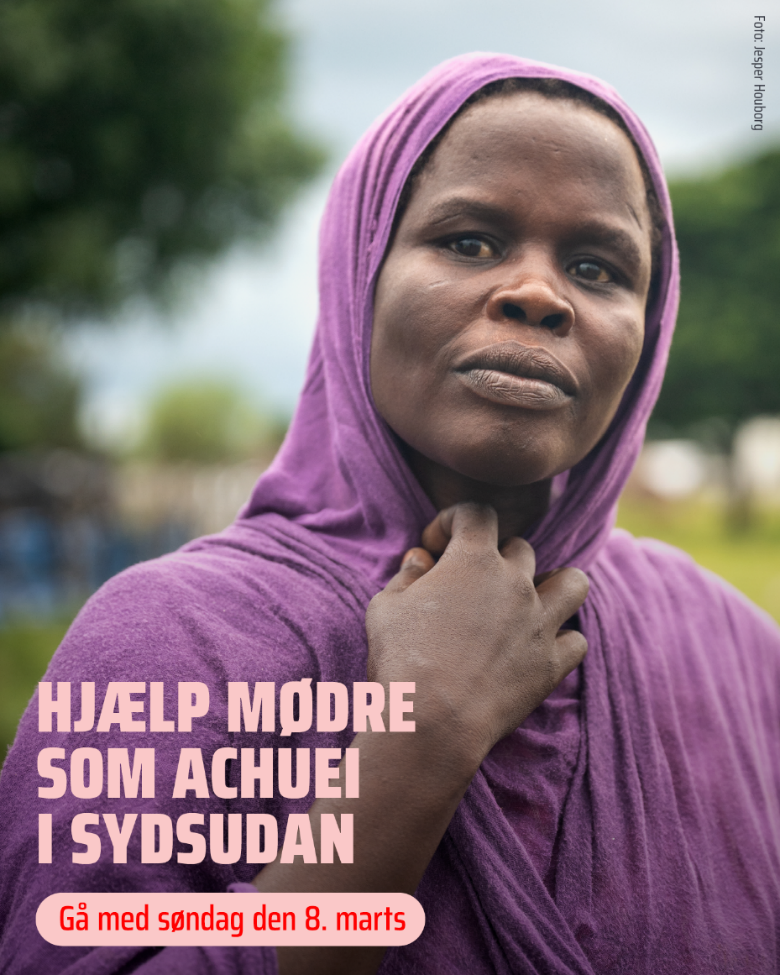 Foto: Jesper Houborg
HJÆLP MØDRE
SOM ACHUEI
I SYDSUDAN
Gå med søndag den 8. marts